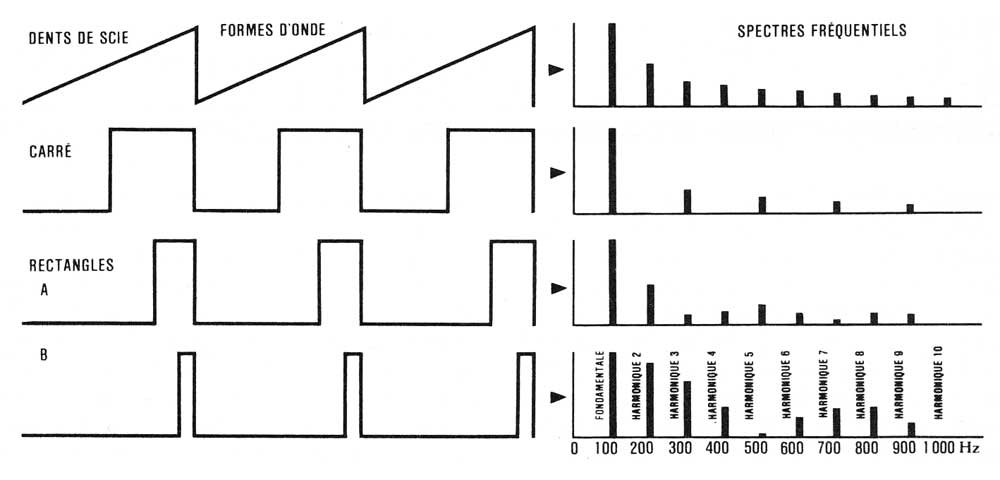 DENTS DE SCIE
FORMES D'ONDE
SPECTRES FRÉQUENTIELS
CARRÉ
RECTANGLES
A
B
FONDAMENTALE
HARMONIQUE 2
HARMONIQUE 3
HARMONIQUE 4
HARMONIQUE 5
HARMONIQUE 6
HARMONIQUE 7
HARMONIQUE 8
HARMONIQUE 9
HARMONIQUE 10
0 100 200 300 400 500 600 700 800 900 1000 Hz